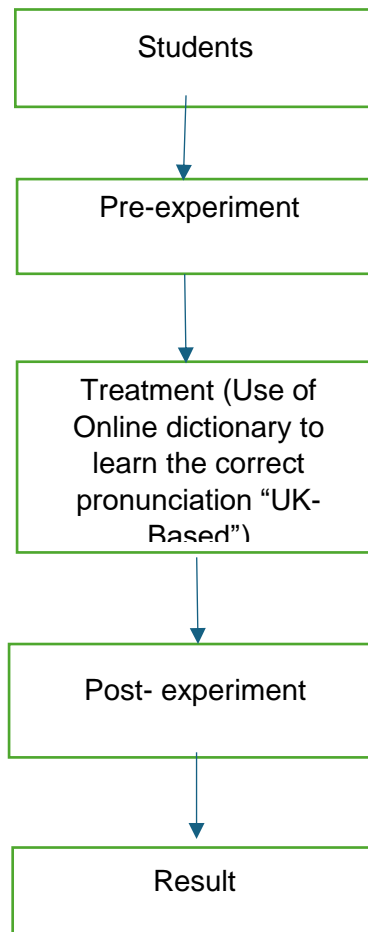 Students
Pre-experiment
Treatment (Use of
Online dictionary to
learn the correct
pronunciation “UK-
Based”)
Post- experiment
Result